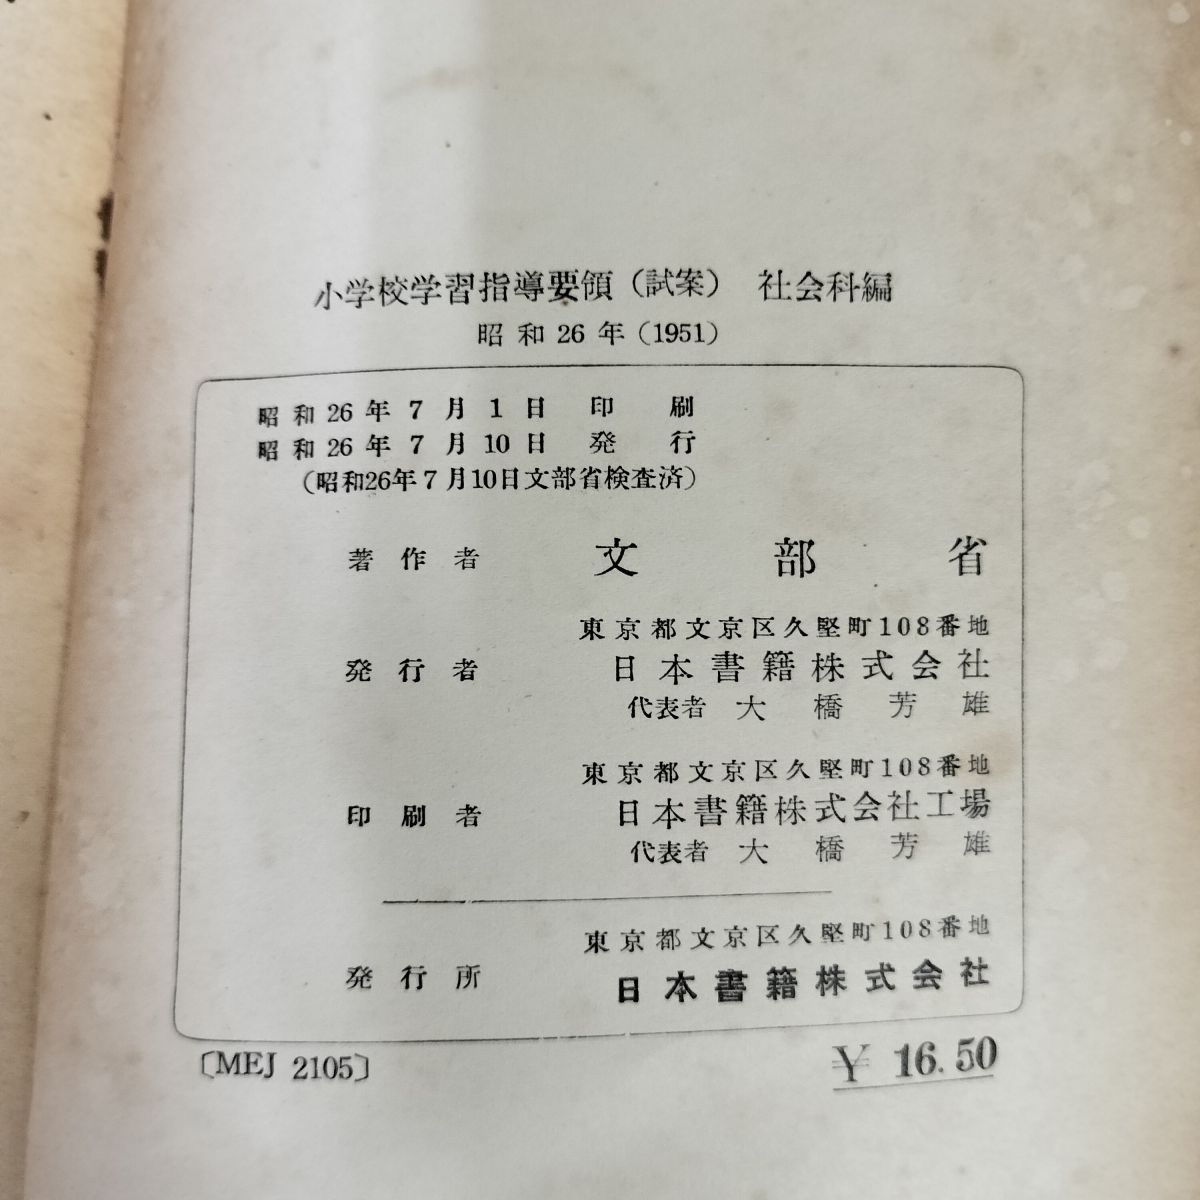 小学校学習指導要領（試案） 社会科編
昭和26年（1951）
昭和26年7月1日 印刷
昭和26年7月10日 発行
（昭和26年7月10日文部省検査済）
著作者 文部省
東京都文京区久堅町108番地
発行者 日本書籍株式会社
代表者 大橋芳雄
東京都文京区久堅町108番地
印刷者 日本書籍株式会社工場
代表者 大橋芳雄
東京都文京区久堅町108番地
発行所 日本書籍株式会社
〔MEJ 2105〕 ￥16.50